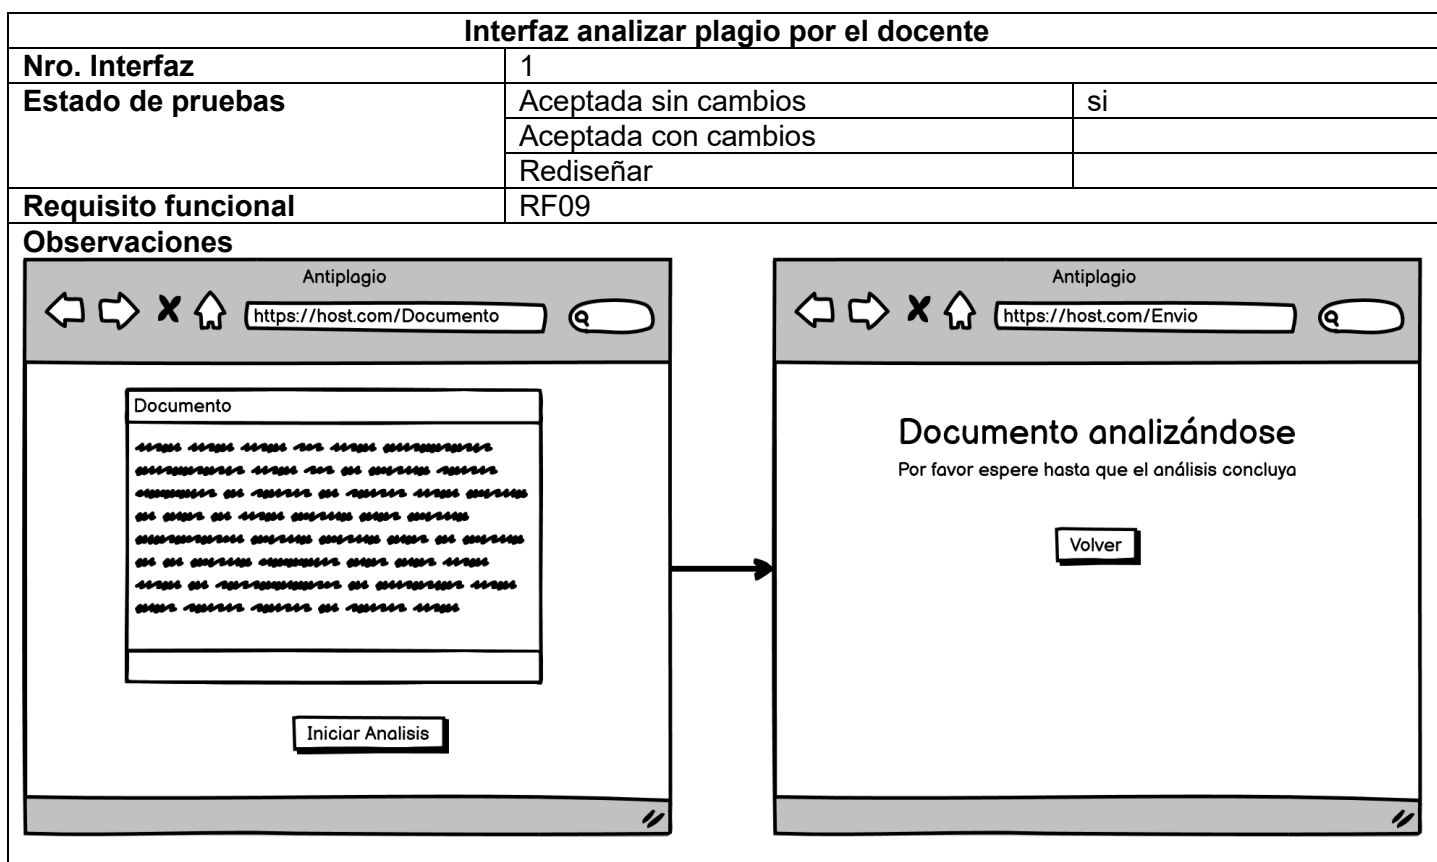 Interfaz analizar plagio por el docente
Nro. Interfaz 1
Estado de pruebas Aceptada sin cambios si
Aceptada con cambios
Rediseñar
Requisito funcional RF09
Observaciones
Antiplagio
https://host.com/Documento
Documento
Iniciar Analisis
Antiplagio
https://host.com/Envio
Documento analizándose
Por favor espere hasta que el análisis concluya
Volver